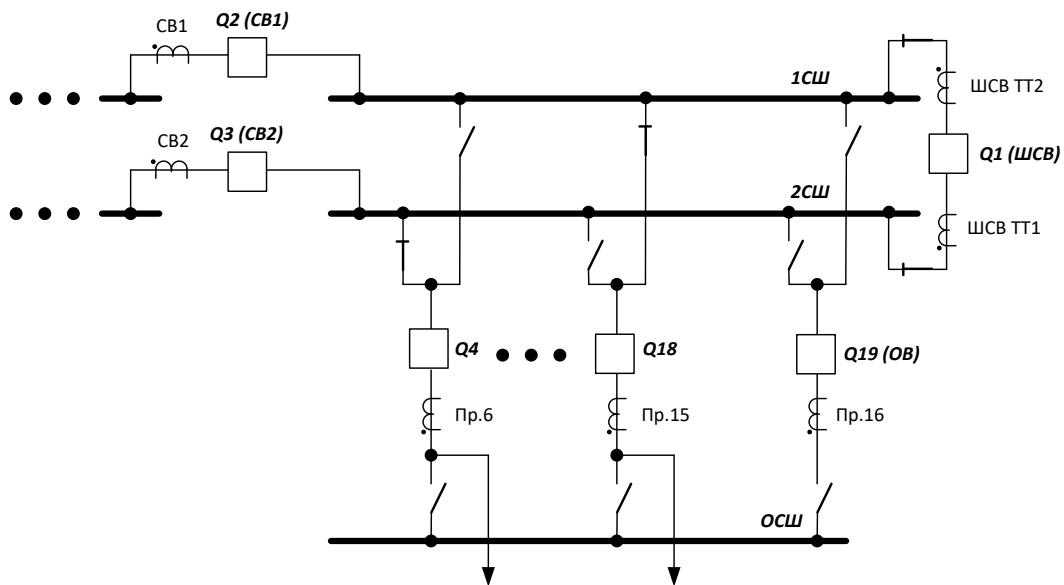 СВ1
Q2 (СВ1)
1СШ
ШСВ ТТ2
СВ2
Q3 (СВ2)
Q1 (ШСВ)
2СШ
ШСВ ТТ1
Q4
Q18
Q19 (ОВ)
Пр.6
Пр.15
Пр.16
ОСШ